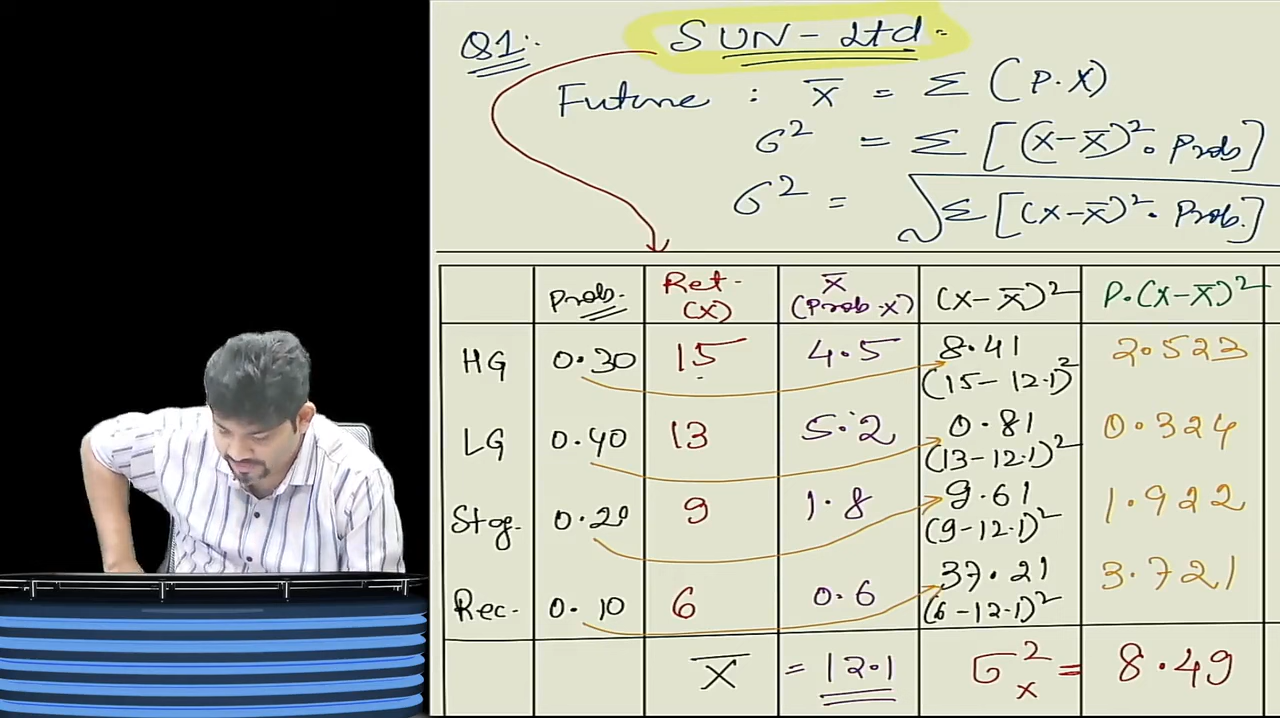 Q1:.
SUN-Ltd.
Future : x̅ = Σ (P.X)
σ² = Σ [(x-x̅)². Prob]
σ² = √Σ [(x-x̅)². Prob.]
Prob. Ret. (X) x̅ (Prob.x) (x-x̅)² P.(x-x̅)²
HG 0.30 15 4.5 8.41 (15-12.1)² 2.523
LG 0.40 13 5.2 0.81 (13-12.1)² 0.324
Stag. 0.20 9 1.8 9.61 (9-12.1)² 1.922
Rec. 0.10 6 0.6 37.21 (6-12.1)² 3.721
x̅ = 12.1 σ²x = 8.49